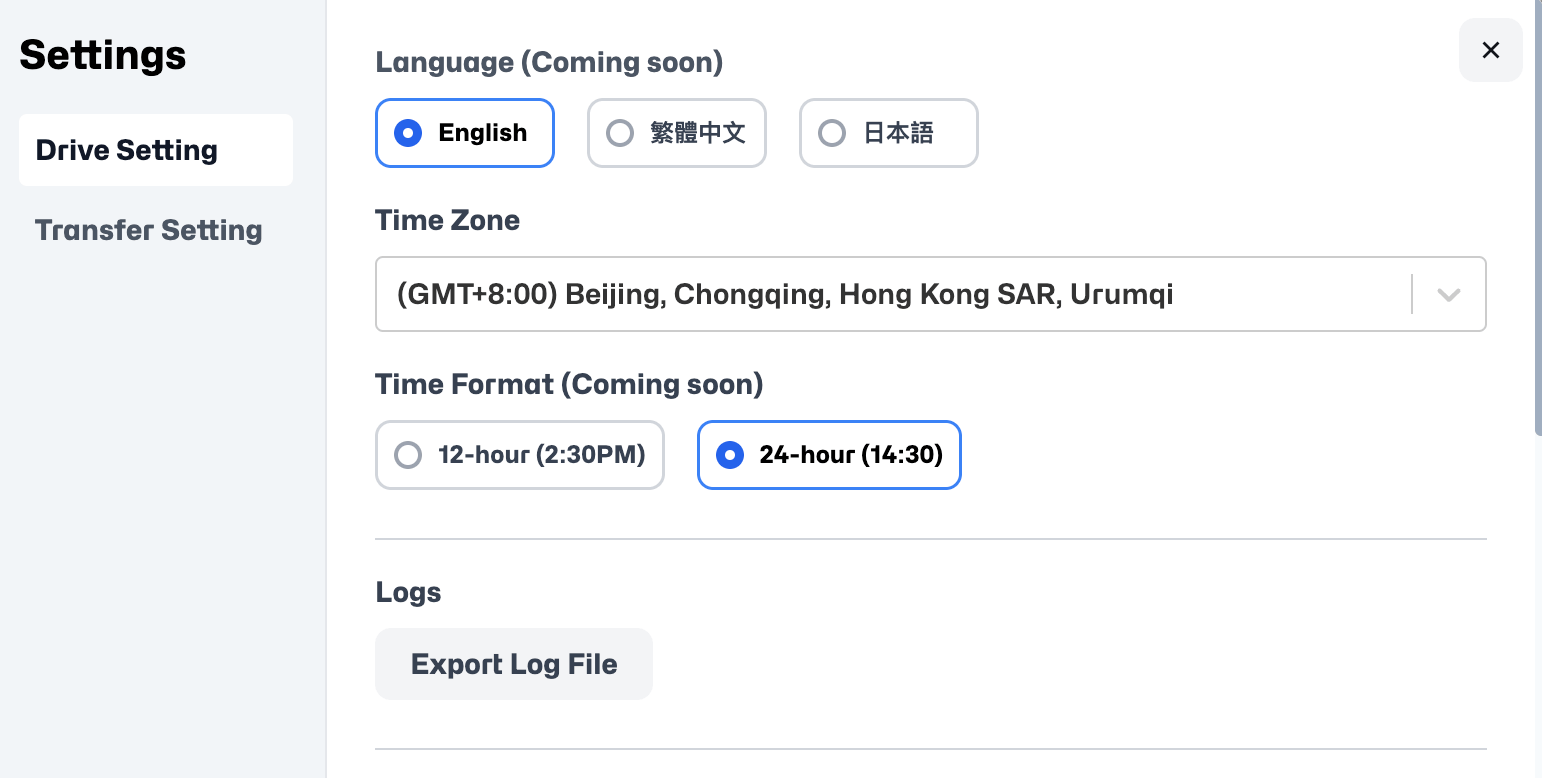 Settings
Drive Setting
Transfer Setting
Language (Coming soon)
English
繁體中文
日本語
Time Zone
(GMT+8:00) Beijing, Chongqing, Hong Kong SAR, Urumqi
Time Format (Coming soon)
12-hour (2:30PM)
24-hour (14:30)
Logs
Export Log File